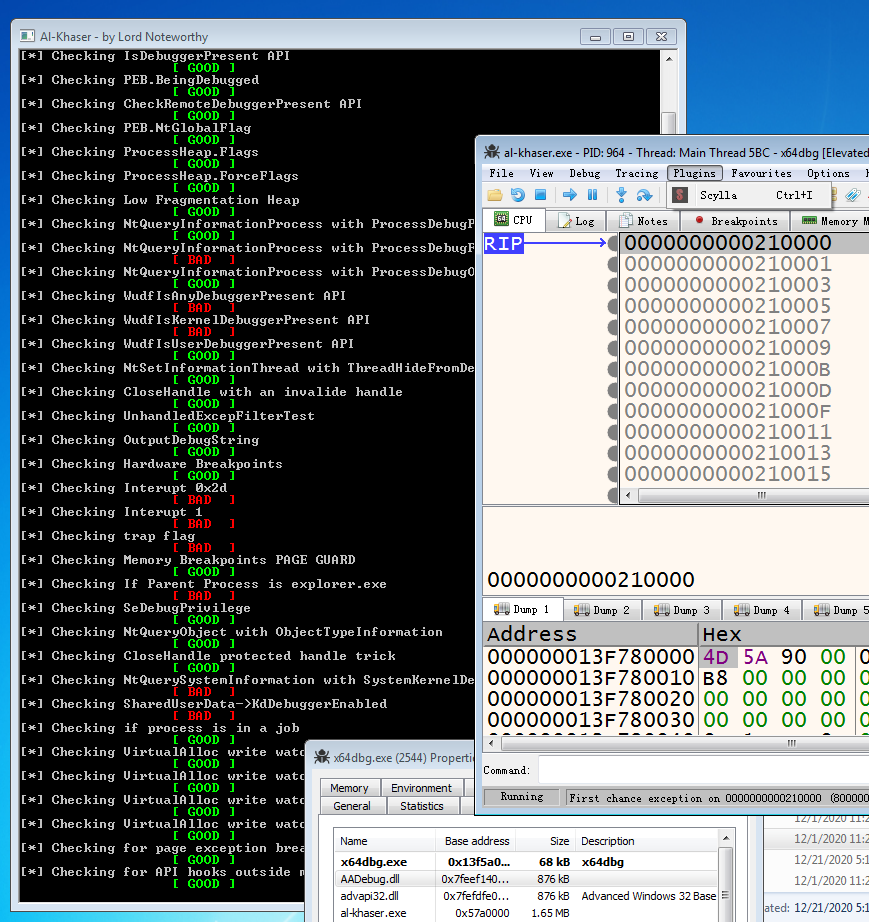 Al-Khaser - by Lord Noteworthy
[*] Checking IsDebuggerPresent API
[ GOOD ]
[*] Checking PEB.BeingDebugged
[ GOOD ]
[*] Checking CheckRemoteDebuggerPresent API
[ GOOD ]
[*] Checking PEB.NtGlobalFlag
[ GOOD ]
[*] Checking ProcessHeap.Flags
[ GOOD ]
[*] Checking ProcessHeap.ForceFlags
[ GOOD ]
[*] Checking Low Fragmentation Heap
[ GOOD ]
[*] Checking NtQueryInformationProcess with ProcessDebugP
[ GOOD ]
[*] Checking NtQueryInformationProcess with ProcessDebugF
[ BAD ]
[*] Checking NtQueryInformationProcess with ProcessDebugO
[ GOOD ]
[*] Checking WudfIsAnyDebuggerPresent API
[ BAD ]
[*] Checking WudfIsKernelDebuggerPresent API
[ BAD ]
[*] Checking WudfIsUserDebuggerPresent API
[ GOOD ]
[*] Checking NtSetInformationThread with ThreadHideFromDe
[ GOOD ]
[*] Checking CloseHandle with an invalide handle
[ GOOD ]
[*] Checking UnhandledExcepFilterTest
[ GOOD ]
[*] Checking OutputDebugString
[ GOOD ]
[*] Checking Hardware Breakpoints
[ GOOD ]
[*] Checking Interupt 0x2d
[ BAD ]
[*] Checking Interupt 1
[ BAD ]
[*] Checking trap flag
[ BAD ]
[*] Checking Memory Breakpoints PAGE GUARD
[ GOOD ]
[*] Checking If Parent Process is explorer.exe
[ BAD ]
[*] Checking SeDebugPrivilege
[ GOOD ]
[*] Checking NtQueryObject with ObjectTypeInformation
[ GOOD ]
[*] Checking CloseHandle protected handle trick
[ GOOD ]
[*] Checking NtQuerySystemInformation with SystemKernelDe
[ BAD ]
[*] Checking SharedUserData->KdDebuggerEnabled
[ BAD ]
[*] Checking if process is in a job
[ GOOD ]
[*] Checking VirtualAlloc write watc
[ GOOD ]
[*] Checking VirtualAlloc write watc
[ GOOD ]
[*] Checking VirtualAlloc write watc
[ GOOD ]
[*] Checking VirtualAlloc write watc
[ GOOD ]
[*] Checking for page exception brea
[ GOOD ]
[*] Checking for API hooks outside m
[ GOOD ]
al-khaser.exe - PID: 964 - Thread: Main Thread 5BC - x64dbg [Elevated
File View Debug Tracing Plugins Favourites Options
Scylla Ctrl+I
CPU Log Notes Breakpoints Memory M
RIP 0000000000210000
0000000000210001
0000000000210003
0000000000210005
0000000000210007
0000000000210009
000000000021000B
000000000021000D
000000000021000F
0000000000210011
0000000000210013
0000000000210015
0000000000210000
Dump 1 Dump 2 Dump 3 Dump 4 Dump 5
Address Hex
000000013F780000 4D 5A 90 00 0
000000013F780010 B8 00 00 00 0
000000013F780020 00 00 00 00 0
000000013F780030 00 00 00 00 0
Command:
Running First chance exception on 0000000000210000 (800000
x64dbg.exe (2544) Properti
Memory Environment
General Statistics
Name Base address Size Description
x64dbg.exe 0x13f5a0... 68 kB x64dbg
AADebug.dll 0x7feef140... 876 kB
advapi32.dll 0x7fefdfe0... 876 kB Advanced Windows 32 Base
al-khaser.exe 0x57a0000 1.65 MB
12/1/2020 11:2
12/1/2020 11:2
12/21/2020 5:1
12/1/2020 11:2
ated: 12/21/2020 5:1